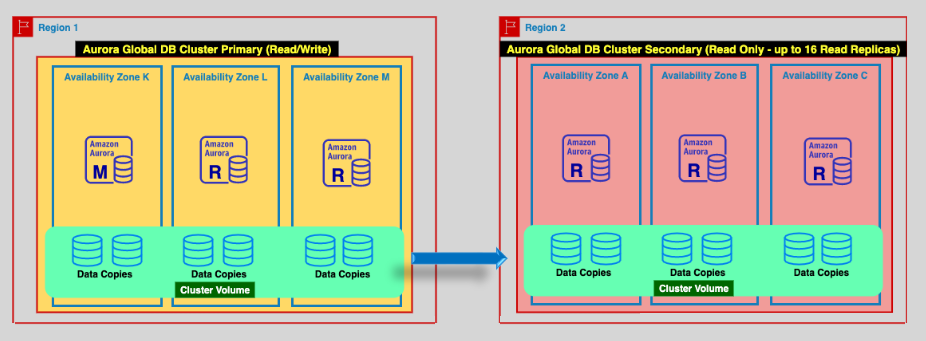 Region 1
Aurora Global DB Cluster Primary (Read/Write)
Availability Zone K
Availability Zone L
Availability Zone M
Amazon
Aurora
M
Amazon
Aurora
R
Amazon
Aurora
R
Data Copies
Data Copies
Data Copies
Cluster Volume
Region 2
Aurora Global DB Cluster Secondary (Read Only - up to 16 Read Replicas)
Availability Zone A
Availability Zone B
Availability Zone C
Amazon
Aurora
R
Amazon
Aurora
R
Amazon
Aurora
R
Data Copies
Data Copies
Data Copies
Cluster Volume